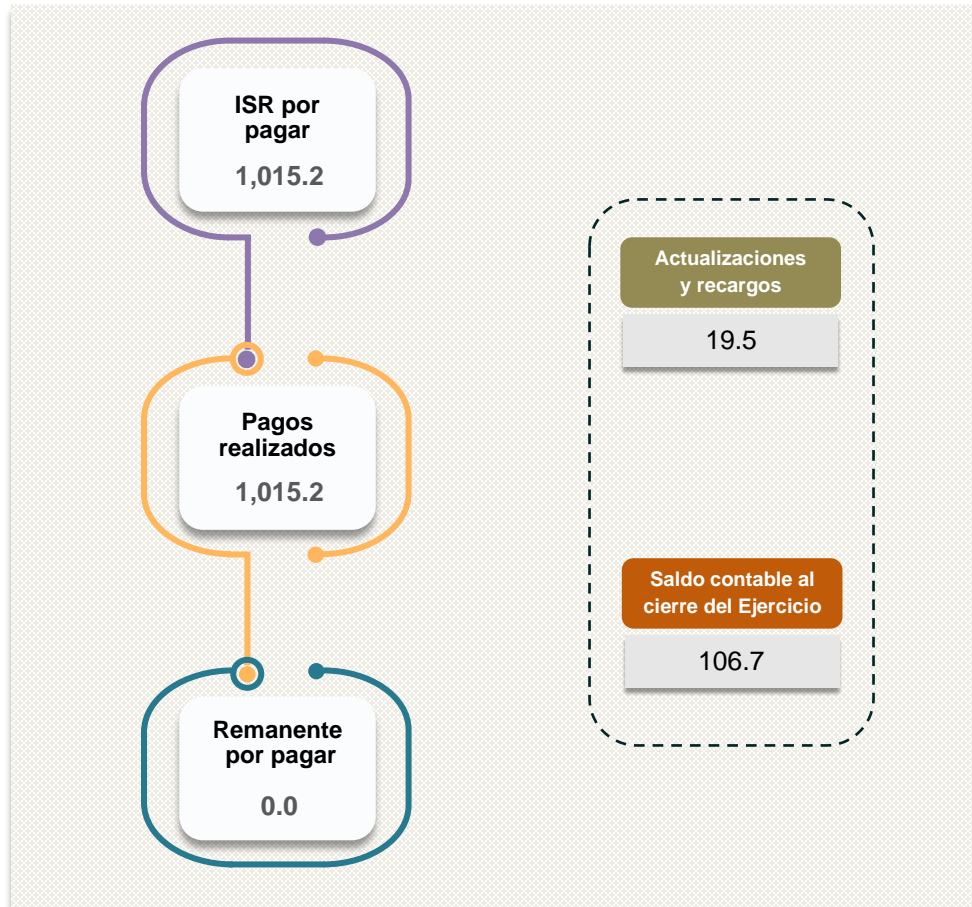 ISR por
pagar
1,015.2
Pagos
realizados
1,015.2
Remanente
por pagar
0.0
Actualizaciones
y recargos
19.5
Saldo contable al
cierre del Ejercicio
106.7